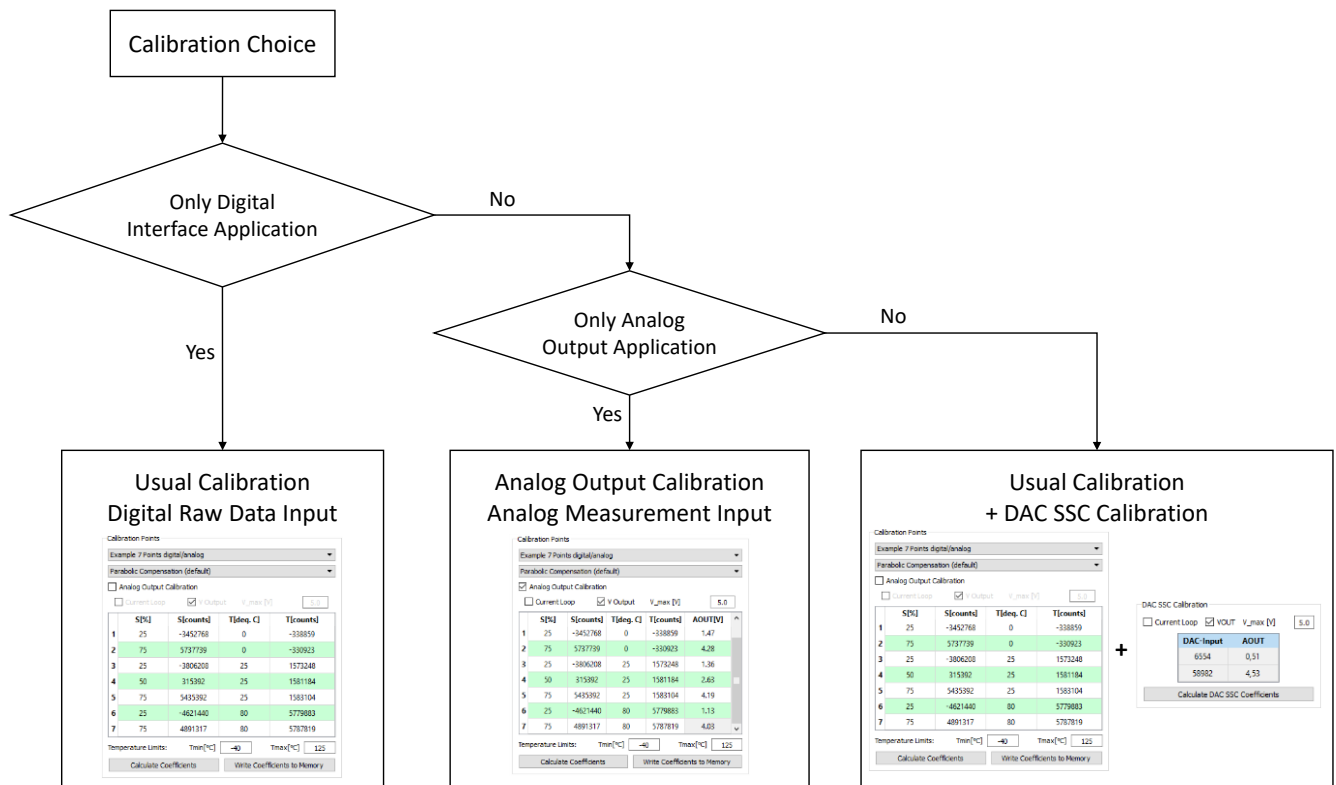 Calibration Choice
Only Digital
Interface Application
No
Yes
Only Analog
Output Application
No
Yes
Usual Calibration
Digital Raw Data Input
Calibration Points
Example 7 Points digital/analog
Parabolic Compensation (default)
Analog Output Calibration
Current Loop V Output V_max [V] 5.0
S[%] S[counts] T[deg. C] T[counts]
1 25 -3452768 0 -338859
2 75 5737739 0 -330923
3 25 -3806208 25 1573248
4 50 315392 25 1581184
5 75 5435392 25 1583104
6 25 -4621440 80 5779883
7 75 4891317 80 5787819
Temperature Limits: Tmin[°C] -40 Tmax[°C] 125
Calculate Coefficients Write Coefficients to Memory
Analog Output Calibration
Analog Measurement Input
Calibration Points
Example 7 Points digital/analog
Parabolic Compensation (default)
Analog Output Calibration
Current Loop V Output V_max [V] 5.0
S[%] S[counts] T[deg. C] T[counts] AOUT[V]
1 25 -3452768 0 -338859 1.47
2 75 5737739 0 -330923 4.28
3 25 -3806208 25 1573248 1.36
4 50 315392 25 1581184 2.63
5 75 5435392 25 1583104 4.19
6 25 -4621440 80 5779883 1.13
7 75 4891317 80 5787819 4.03
Temperature Limits: Tmin[°C] -40 Tmax[°C] 125
Calculate Coefficients Write Coefficients to Memory
Usual Calibration
+ DAC SSC Calibration
Calibration Points
Example 7 Points digital/analog
Parabolic Compensation (default)
Analog Output Calibration
Current Loop V Output V_max [V] 5.0
S[%] S[counts] T[deg. C] T[counts]
1 25 -3452768 0 -338859
2 75 5737739 0 -330923
3 25 -3806208 25 1573248
4 50 315392 25 1581184
5 75 5435392 25 1583104
6 25 -4621440 80 5779883
7 75 4891317 80 5787819
Temperature Limits: Tmin[°C] -40 Tmax[°C] 125
Calculate Coefficients Write Coefficients to Memory
+
DAC SSC Calibration
Current Loop VOUT V_max [V] 5.0
DAC-Input AOUT
6554 0,51
58982 4,53
Calculate DAC SSC Coefficients